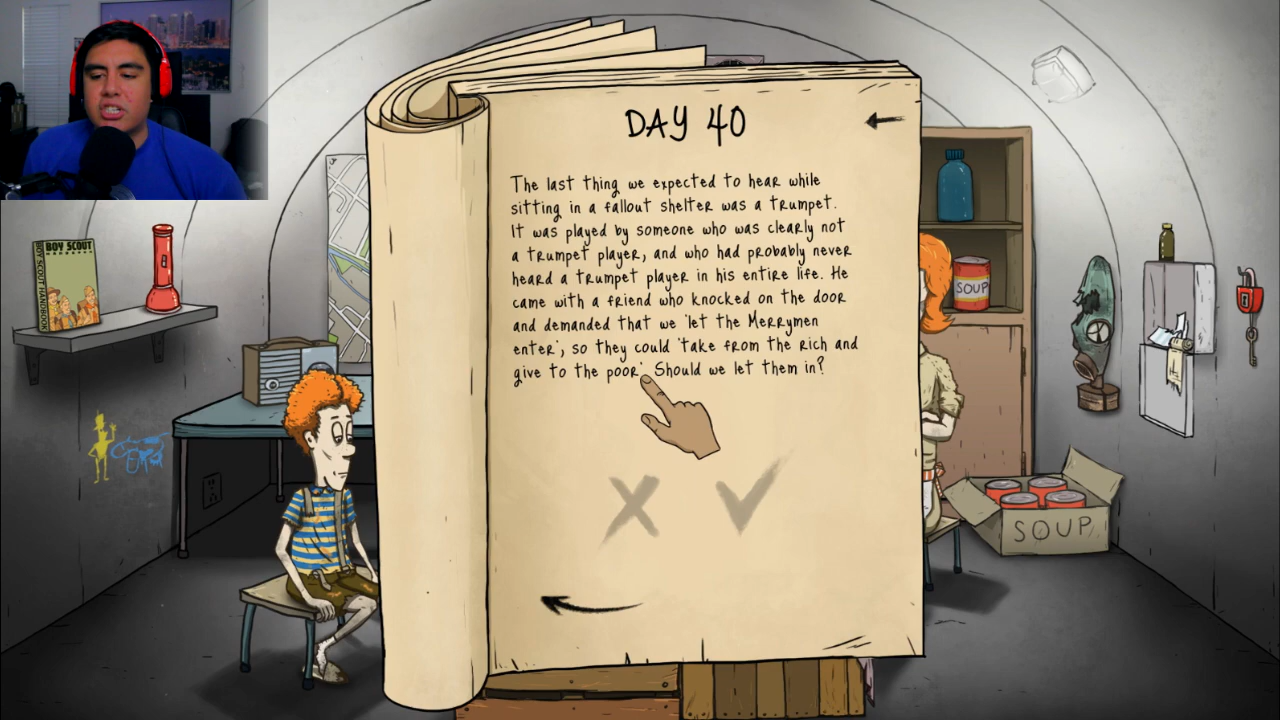 DAY 40
The last thing we expected to hear while
sitting in a fallout shelter was a trumpet.
It was played by someone who was clearly not
a trumpet player, and who had probably never
heard a trumpet player in his entire life. He
came with a friend who knocked on the door
and demanded that we 'let the Merrymen
enter', so they could 'take from the rich and
give to the poor'. Should we let them in?
BOY SCOUT
BOY SCOUT HANDBOOK
SOUP
SOUP